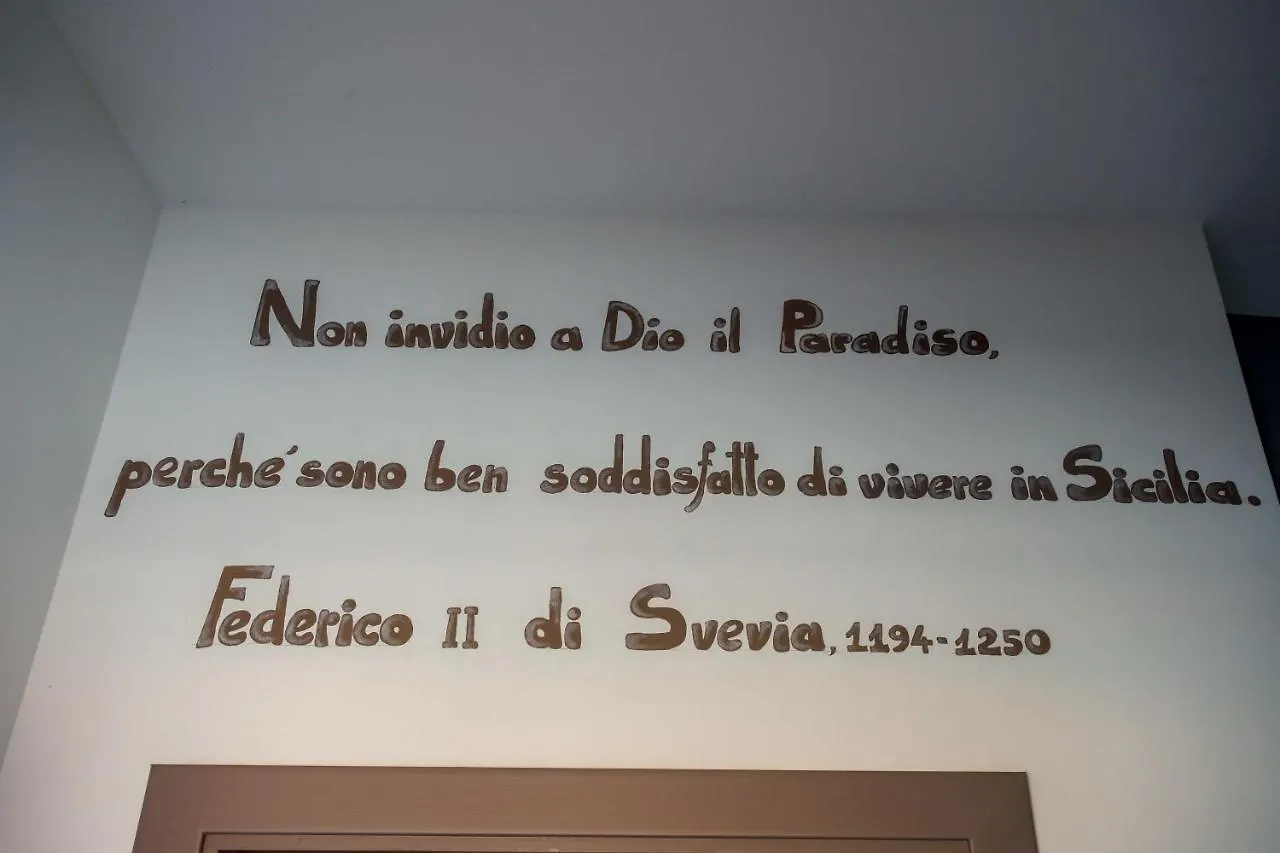 Non invidio a Dio il Paradiso,
perché sono ben soddisfatto di vivere in Sicilia.
Federico II di Svevia, 1194-1250